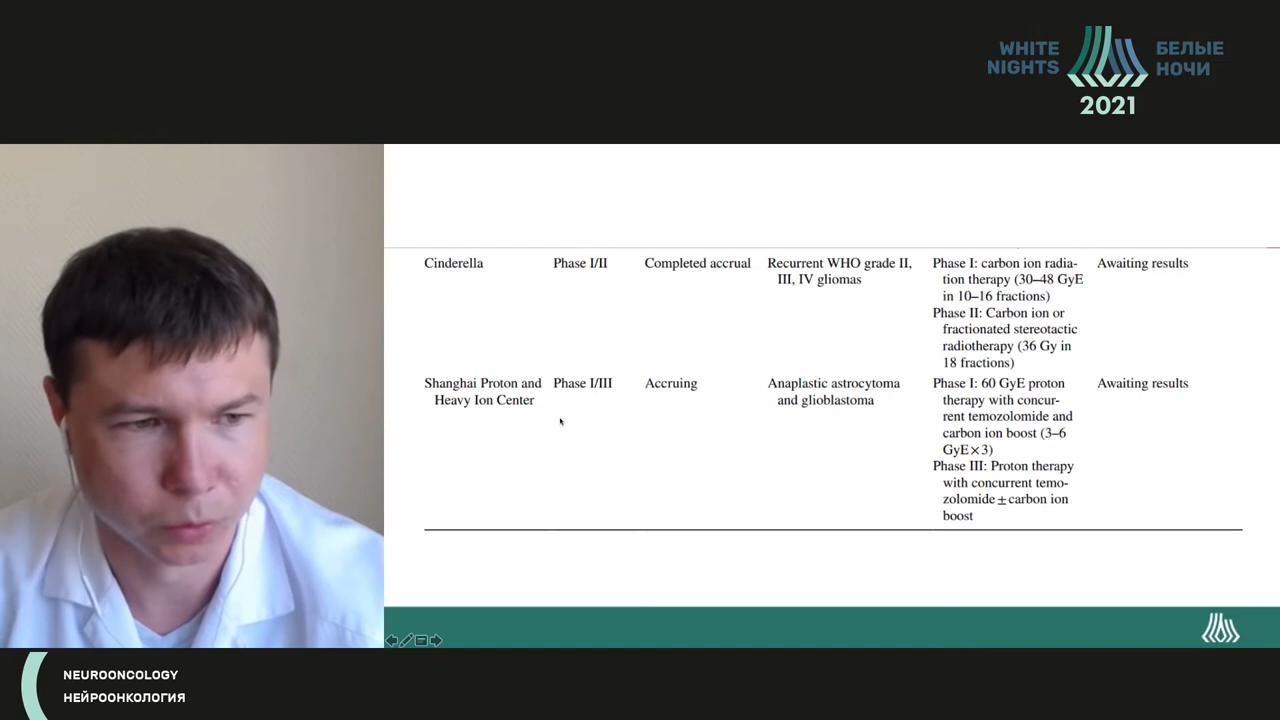 WHITE
NIGHTS
БЕЛЫЕ
НОЧИ
2021
Cinderella
Phase I/II
Completed accrual
Recurrent WHO grade II,
III, IV gliomas
Phase I: carbon ion radia-
tion therapy (30–48 GyE
in 10–16 fractions)
Phase II: Carbon ion or
fractionated stereotactic
radiotherapy (36 Gy in
18 fractions)
Awaiting results
Shanghai Proton and
Heavy Ion Center
Phase I/III
Accruing
Anaplastic astrocytoma
and glioblastoma
Phase I: 60 GyE proton
therapy with concur-
rent temozolomide and
carbon ion boost (3–6
GyE×3)
Phase III: Proton therapy
with concurrent temo-
zolomide±carbon ion
boost
Awaiting results
NEUROONCOLOGY
НЕЙРООНКОЛОГИЯ